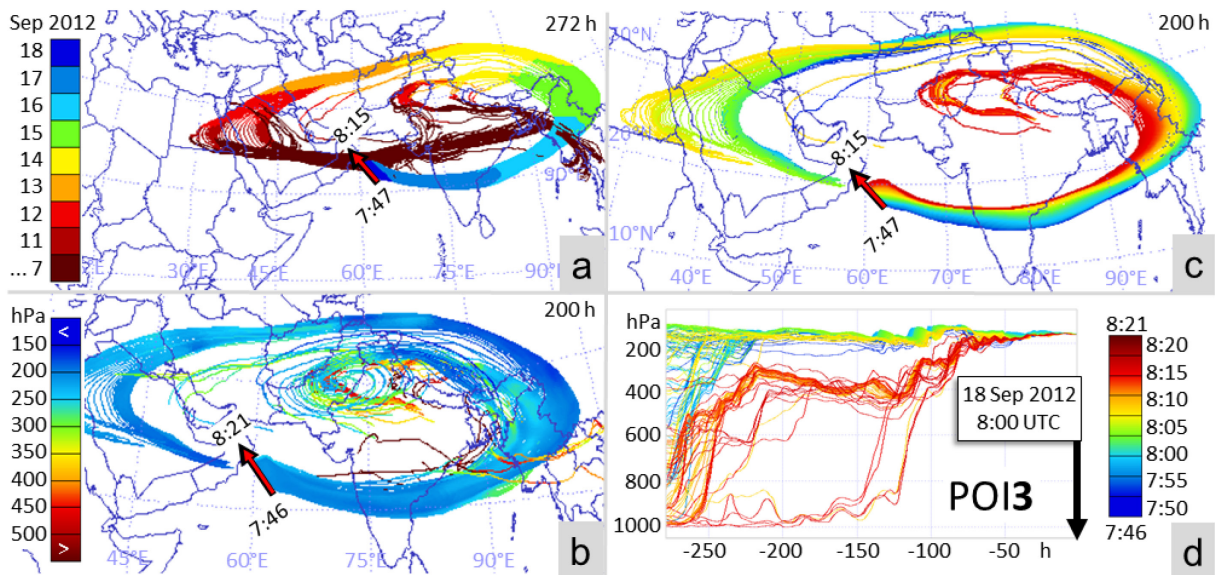 Sep 2012
18
17
16
15
14
13
12
11
... 7
272 h
8:15
7:47
30°E
45°E
60°E
75°E
90°E
90°E
a
200 h
20°N
10°N
8:15
7:47
40°E
50°E
60°E
70°E
80°E
90°E
c
hPa
<
150
200
250
300
350
400
450
500
>
200 h
8:21
7:46
45°E
60°E
75°E
90°E
b
hPa
200
400
600
800
1000
-250
-200
-150
-100
-50
h
18 Sep 2012
8:00 UTC
POI3
8:21
8:20
8:15
8:10
8:05
8:00
7:55
7:50
7:46
d